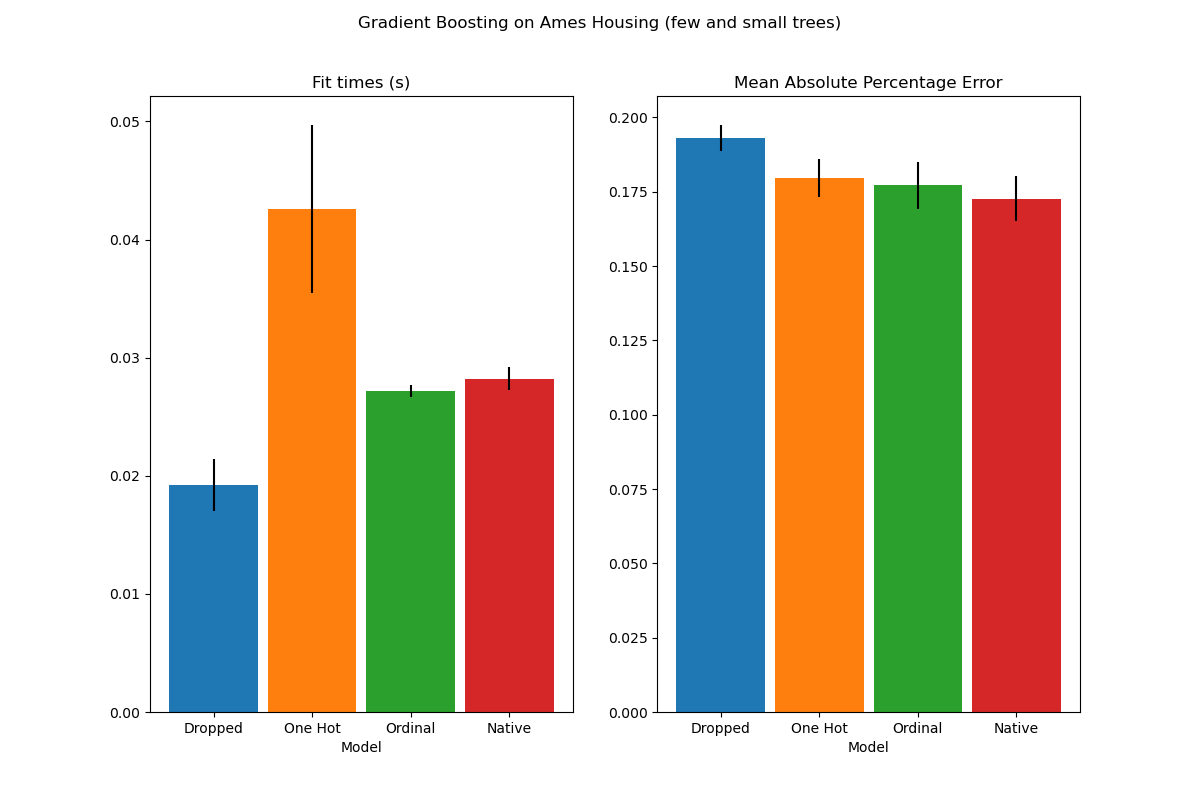 Gradient Boosting on Ames Housing (few and small trees)
Fit times (s)
0.05
0.04
0.03
0.02
0.01
0.00
Dropped One Hot Ordinal Native
Model
Mean Absolute Percentage Error
0.200
0.175
0.150
0.125
0.100
0.075
0.050
0.025
0.000
Dropped One Hot Ordinal Native
Model